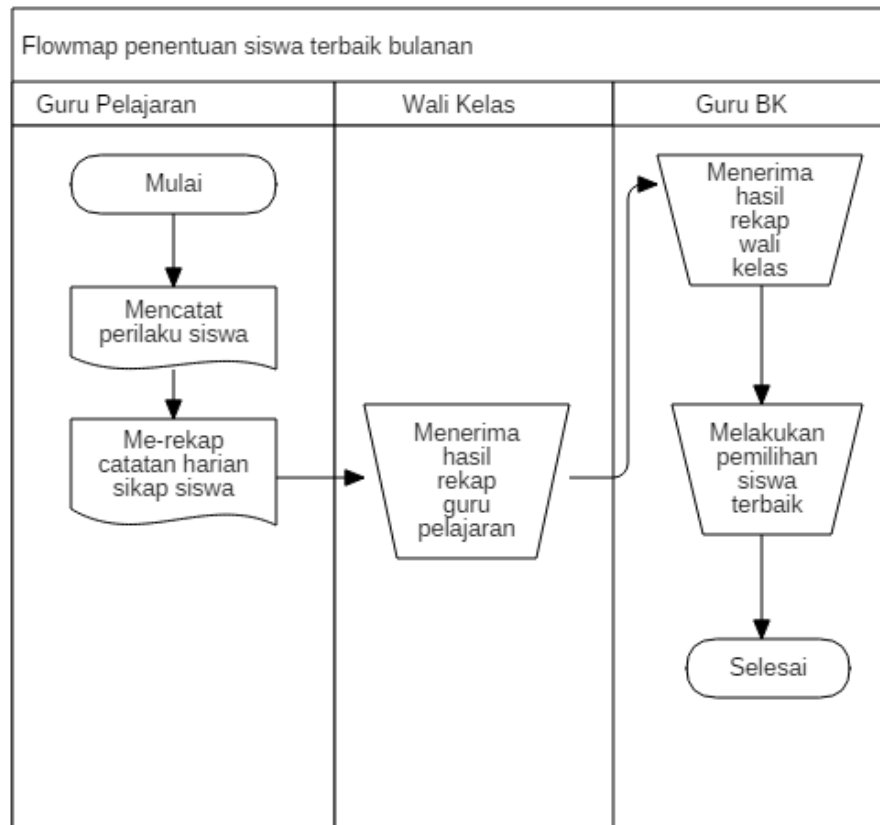 Flowmap penentuan siswa terbaik bulanan
Guru Pelajaran
Wali Kelas
Guru BK
Mulai
Mencatat
perilaku siswa
Me-rekap
catatan harian
sikap siswa
Menerima
hasil
rekap
guru
pelajaran
Menerima
hasil
rekap
wali
kelas
Melakukan
pemilihan
siswa
terbaik
Selesai